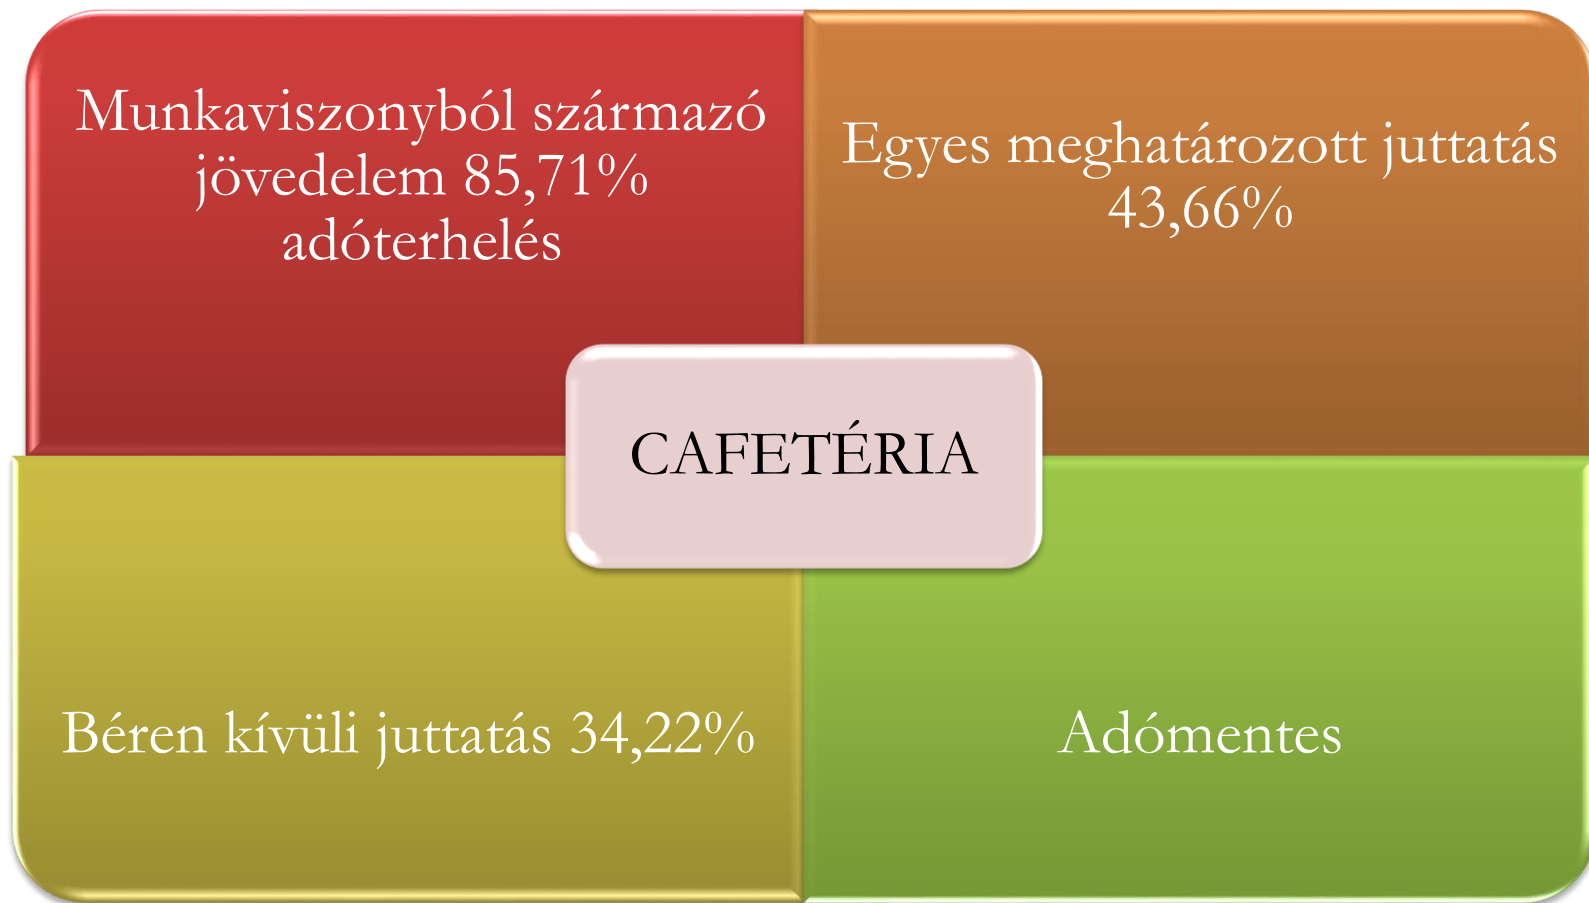 Munkaviszonyból származó
jövedelem 85,71%
adóterhelés
Egyes meghatározott juttatás
43,66%
CAFETÉRIA
Béren kívüli juttatás 34,22%
Adómentes